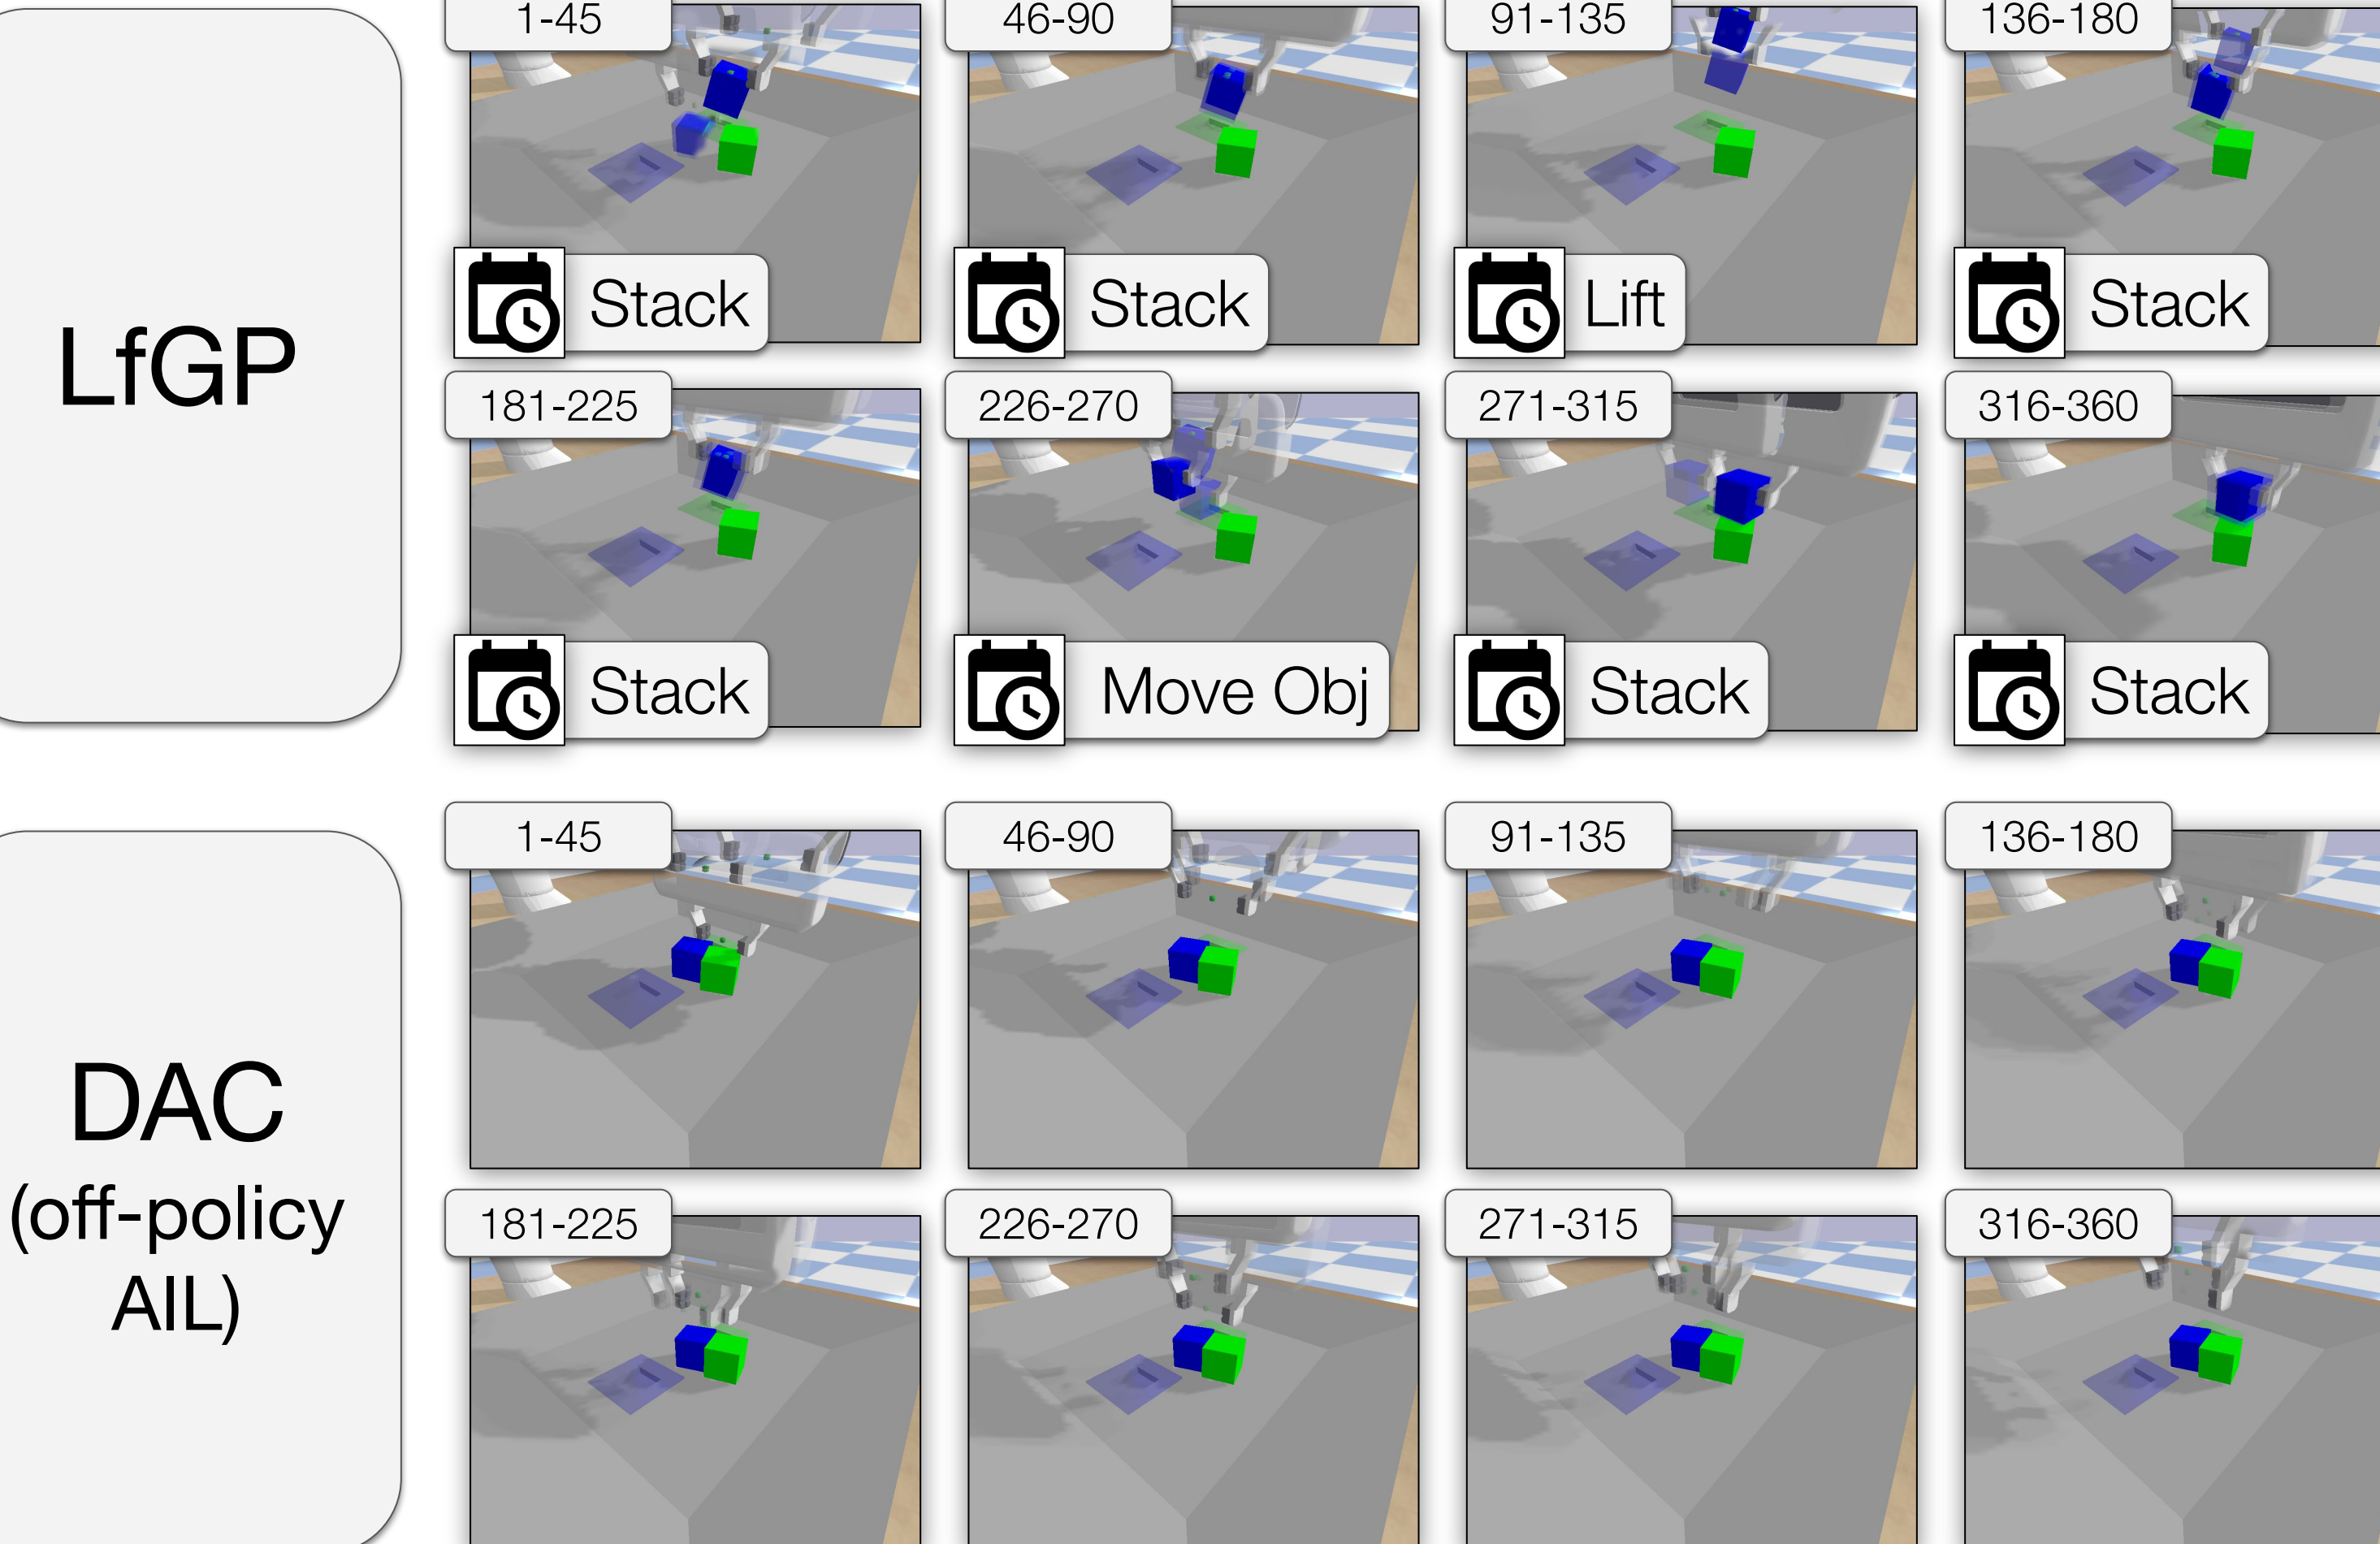 LfGP
1-45
46-90
91-135
136-180
Stack
Stack
Lift
Stack
181-225
226-270
271-315
316-360
Stack
Move Obj
Stack
Stack
DAC
(off-policy
AIL)
1-45
46-90
91-135
136-180
181-225
226-270
271-315
316-360